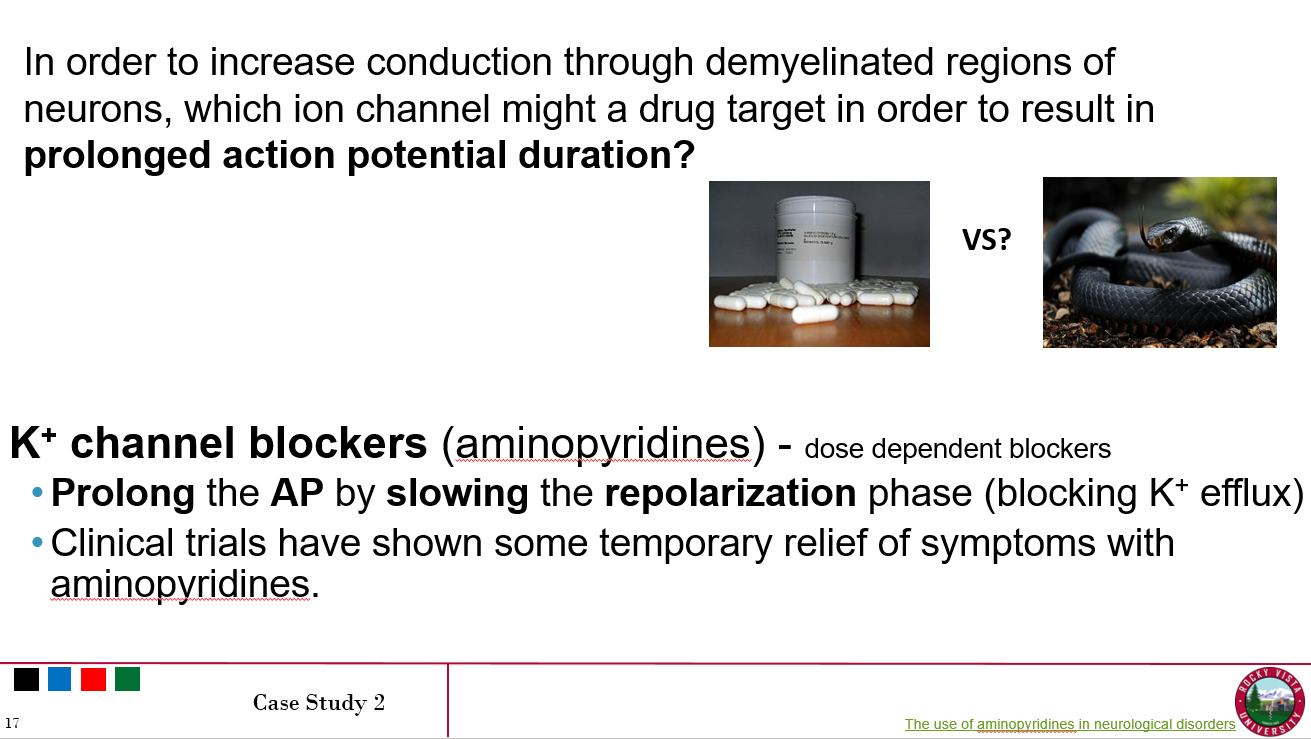 In order to increase conduction through demyelinated regions of
neurons, which ion channel might a drug target in order to result in
prolonged action potential duration?
VS?
K⁺ channel blockers (aminopyridines) - dose dependent blockers
• Prolong the AP by slowing the repolarization phase (blocking K⁺ efflux)
• Clinical trials have shown some temporary relief of symptoms with
aminopyridines.
Case Study 2
17
The use of aminopyridines in neurological disorders
ROCKY VISTA
UNIVERSITY